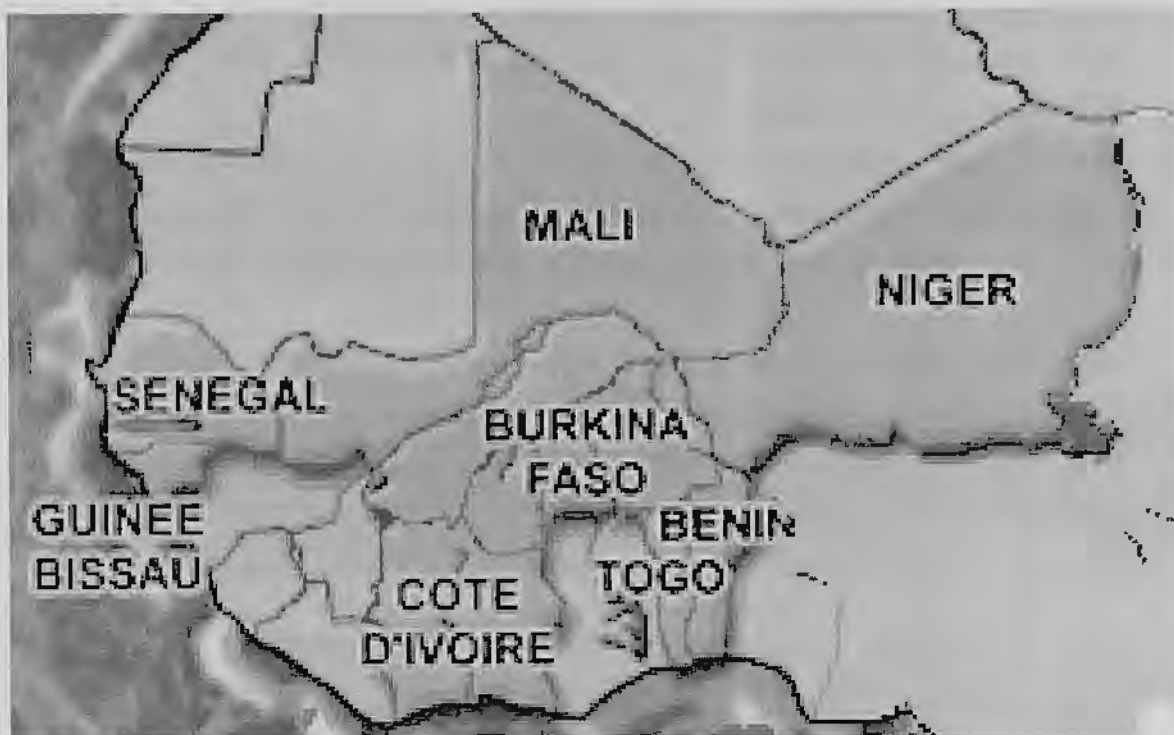 MALI
NIGER
SENEGAL
BURKINA
FASO
GUINEE
BISSAU
BENIN
TOGO
COTE
D'IVOIRE